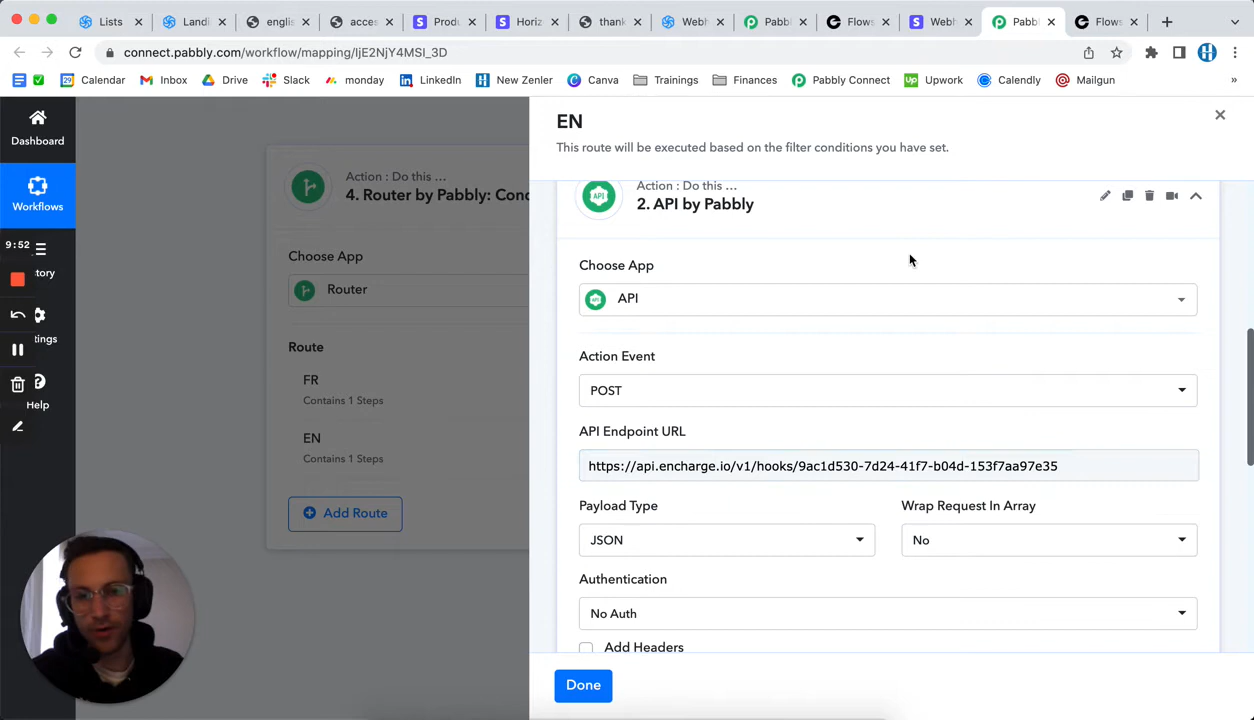 Lists
Landi
englis
acces
Produ
Horiz
thank
Webh
Pabbl
Flows
Webh
Pabbl
Flows
connect.pabbly.com/workflow/mapping/IjE2NjY4MSI_3D
Calendar
Inbox
Drive
Slack
monday
LinkedIn
New Zenler
Canva
Trainings
Finances
Pabbly Connect
Upwork
Calendly
Mailgun
»
Dashboard
Workflows
9:52
tory
tings
Help
Action : Do this ...
4. Router by Pabbly: Cond
Choose App
Router
Route
FR
Contains 1 Steps
EN
Contains 1 Steps
Add Route
EN
This route will be executed based on the filter conditions you have set.
Action : Do this ...
2. API by Pabbly
Choose App
API
API
Action Event
POST
API Endpoint URL
https://api.encharge.io/v1/hooks/9ac1d530-7d24-41f7-b04d-153f7aa97e35
Payload Type
Wrap Request In Array
JSON
No
Authentication
No Auth
Add Headers
Done